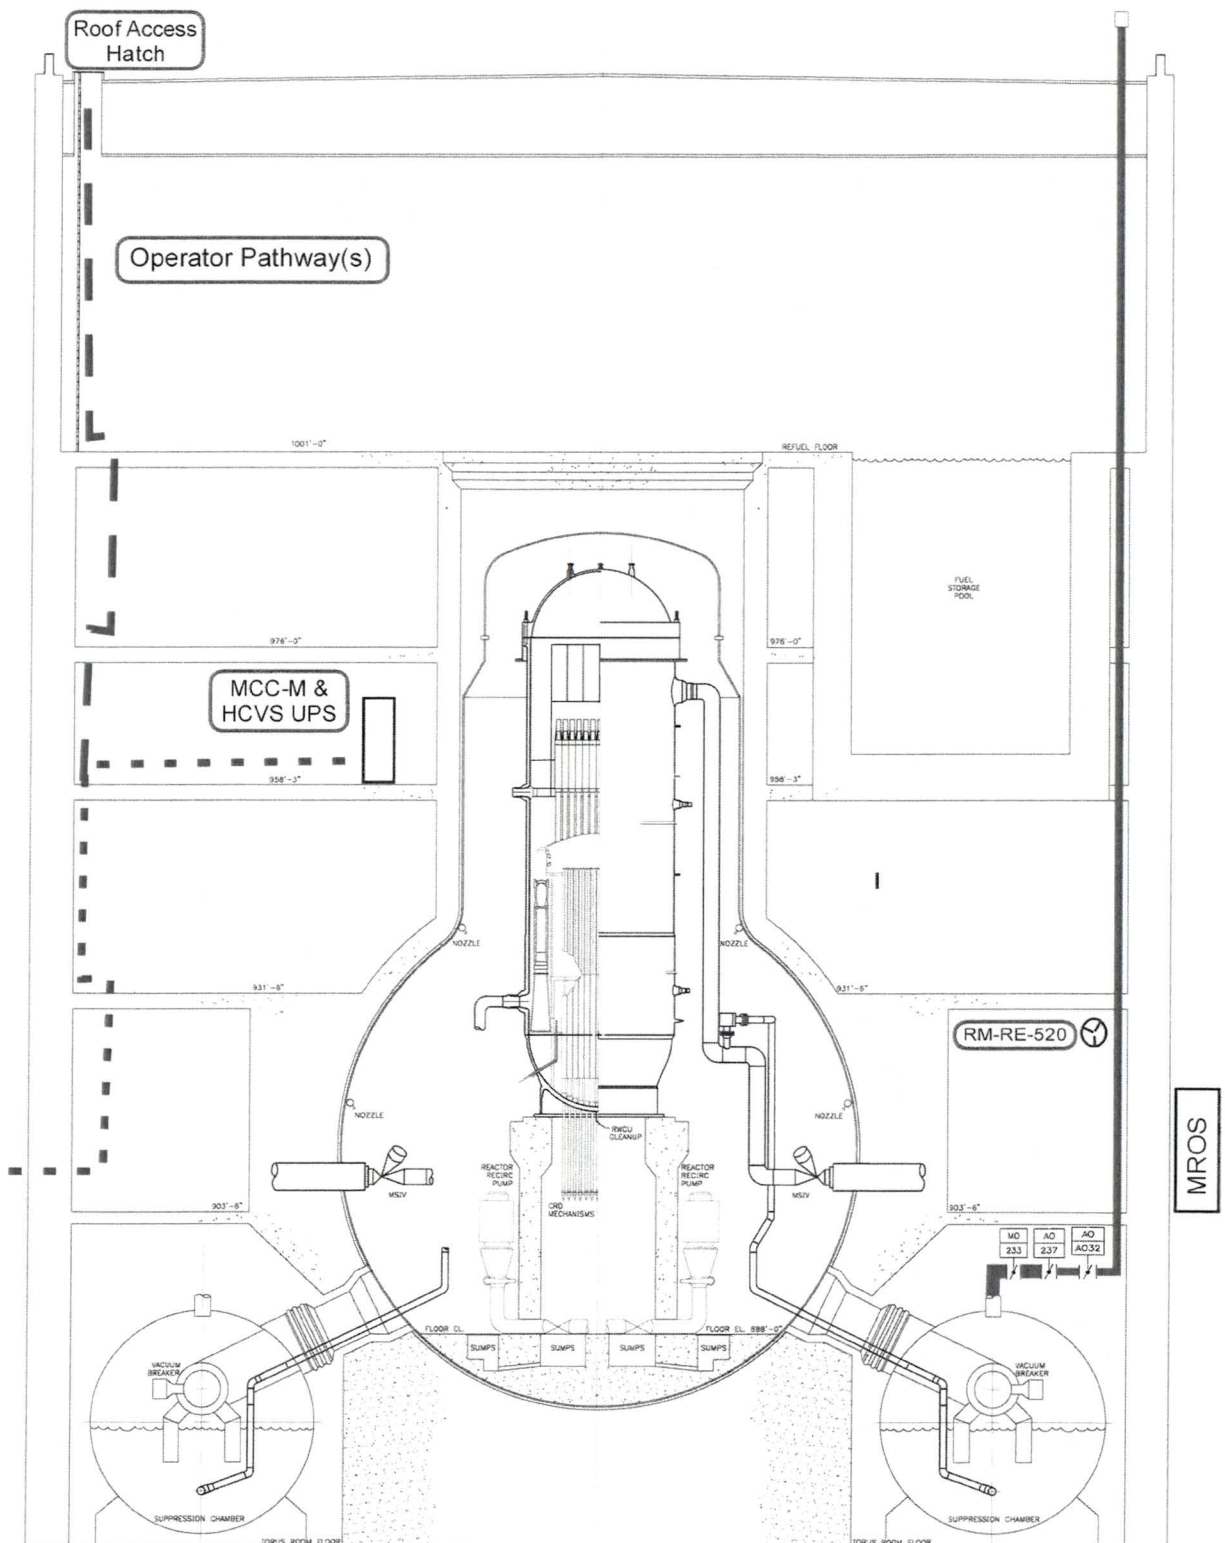 Roof Access
Hatch
Operator Pathway(s)
1001'-0"
REFUEL FLOOR
FUEL
STORAGE
POOL
976'-0"
976'-0"
MCC-M &
HCVS UPS
958'-3"
958'-3"
NOZZLE
NOZZLE
931'-6"
931'-6"
RM-RE-520
NOZZLE
NOZZLE
RWCU
CLEANUP
MROS
REACTOR
RECIRC
PUMP
REACTOR
RECIRC
PUMP
MSIV
MSIV
CRD
MECHANISMS
903'-6"
903'-6"
MO
233
AO
237
AO
AO32
FLOOR EL.
FLOOR EL. 888'-0"
SUMPS
SUMPS
SUMPS
SUMPS
VACUUM
BREAKER
VACUUM
BREAKER
SUPPRESSION CHAMBER
SUPPRESSION CHAMBER
TORUS ROOM FLOOR
TORUS ROOM FLOOR